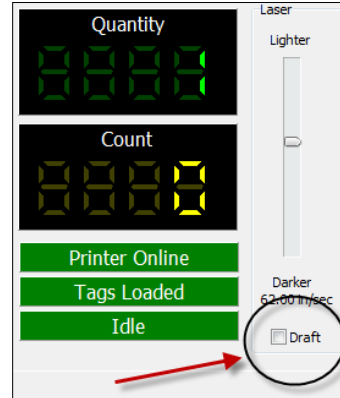 Quantity
1
Count
0
Printer Online
Tags Loaded
Idle
Laser
Lighter
Darker
62.00 in/sec
Draft